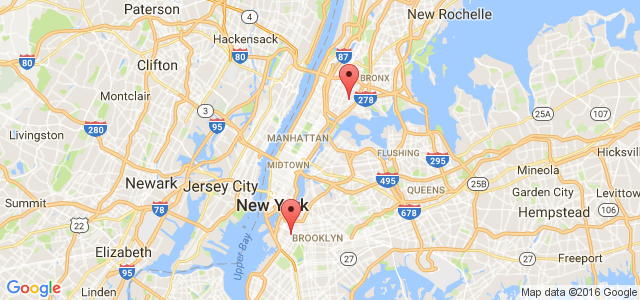 Paterson
4
New Rochelle
Hackensack
87
80
80
Clifton
BRONX
278
Montclair
3
25A
107
95
MANHATTAN
Livingston
280
FLUSHING
295
Hicksville
MIDTOWN
Mineola
Newark
Jersey City
495
QUEENS
25B
Garden City
Levittown
Summit
78
New York
678
Hempstead
22
BROOKLYN
Upper Bay
Elizabeth
27
27
Freeport
95
Google
Linden
Map data ©2016 Google